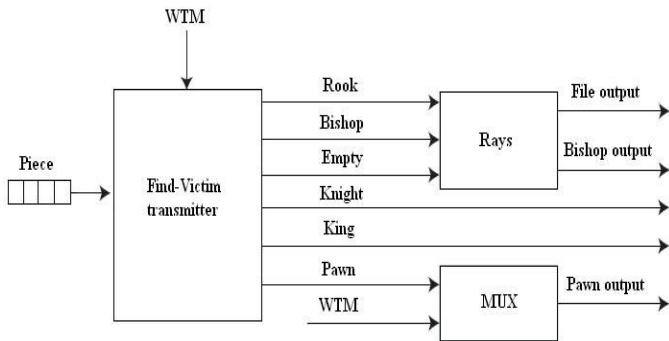 WTM
Piece
Find-Victim
transmitter
Rook
Bishop
Empty
Knight
King
Pawn
WTM
Rays
MUX
File output
Bishop output
Pawn output